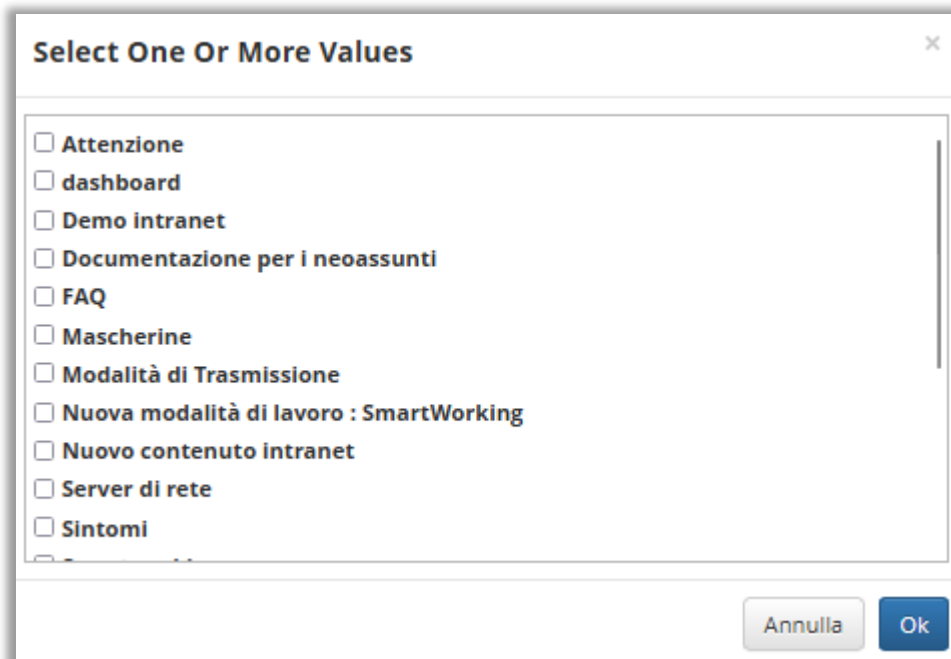 Select One Or More Values
×
Attenzione
dashboard
Demo intranet
Documentazione per i neoassunti
FAQ
Mascherine
Modalità di Trasmissione
Nuova modalità di lavoro : SmartWorking
Nuovo contenuto intranet
Server di rete
Sintomi
Annulla
Ok